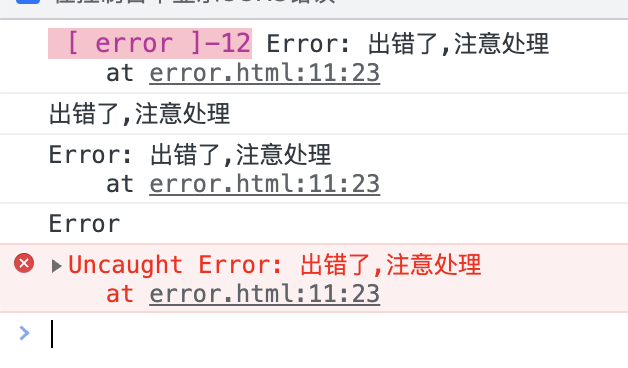 [ error ]-12 Error: 出错了,注意处理
at error.html:11:23
出错了,注意处理
Error: 出错了,注意处理
at error.html:11:23
Error
Uncaught Error: 出错了,注意处理
at error.html:11:23